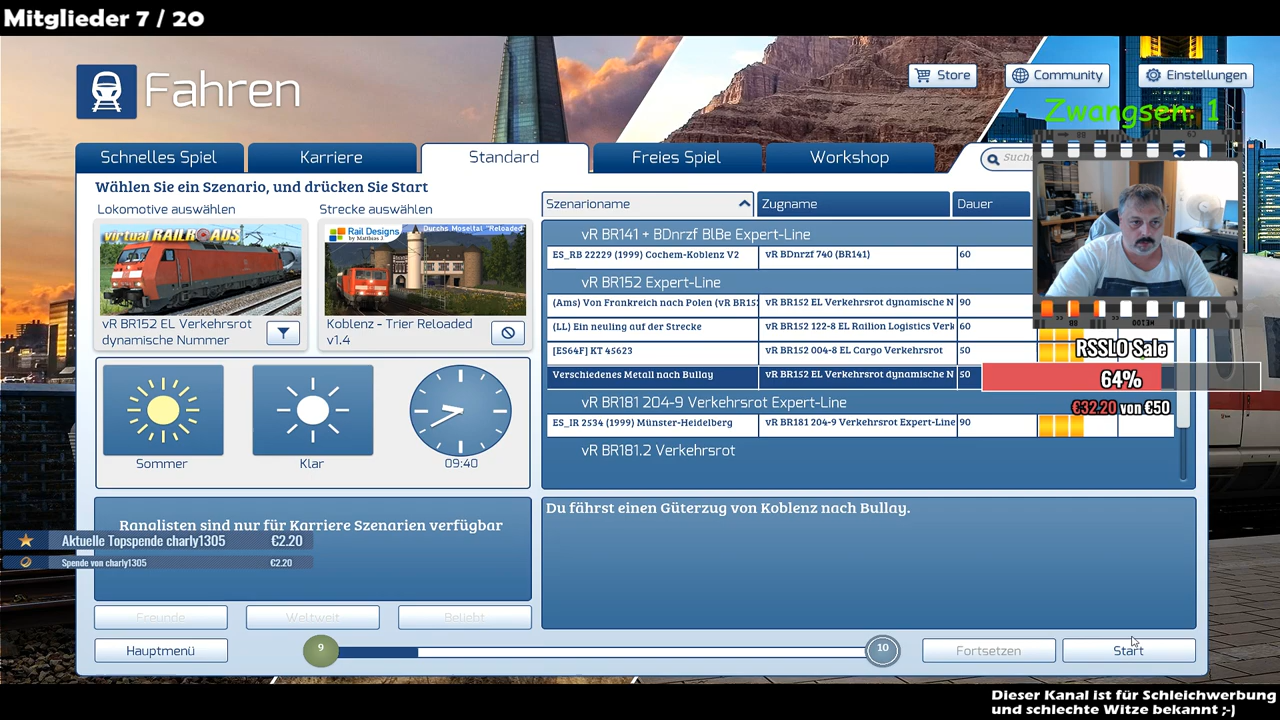 Mitglieder 7 / 20
Fahren
Store
Community
Einstellungen
Zwangsen: 1
Schnelles Spiel
Karriere
Standard
Freies Spiel
Workshop
Suche
Wählen Sie ein Szenario, und drücken Sie Start
Lokomotive auswählen
Strecke auswählen
virtual RAILROADS
Rail Designs
by Matthias J.
Durchs Moseltal "Reloaded"
vR BR152 EL Verkehrsrot
dynamische Nummer
Koblenz - Trier Reloaded
v1.4
Sommer
Klar
09:40
Szenarioname
Zugname
Dauer
vR BR141 + BDnrzf BlBe Expert-Line
ES_RB 22229 (1999) Cochem-Koblenz V2
vR BDnrzf 740 (BR141)
60
vR BR152 Expert-Line
(Ams) Von Frankreich nach Polen (vR BR152
vR BR152 EL Verkehrsrot dynamische N
90
(LL) Ein neuling auf der Strecke
vR BR152 122-8 EL Railion Logistics Verk
60
[ES64F] KT 45623
vR BR152 004-8 EL Cargo Verkehrsrot
50
Verschiedenes Metall nach Bullay
vR BR152 EL Verkehrsrot dynamische N
50
vR BR181 204-9 Verkehrsrot Expert-Line
ES_IR 2534 (1999) Münster-Heidelberg
vR BR181 204-9 Verkehrsrot Expert-Line
90
vR BR181.2 Verkehrsrot
RSSLO Sale
64%
€32.20 von €50
Ranglisten sind nur für Karriere Szenarien verfügbar
Aktuelle Topspende charly1305
€2.20
Spende von charly1305
€2.20
Du fährst einen Güterzug von Koblenz nach Bullay.
Freunde
Weltweit
Beliebt
Hauptmenü
9
10
Fortsetzen
Start
Dieser Kanal ist für Schleichwerbung
und schlechte Witze bekannt ;-)